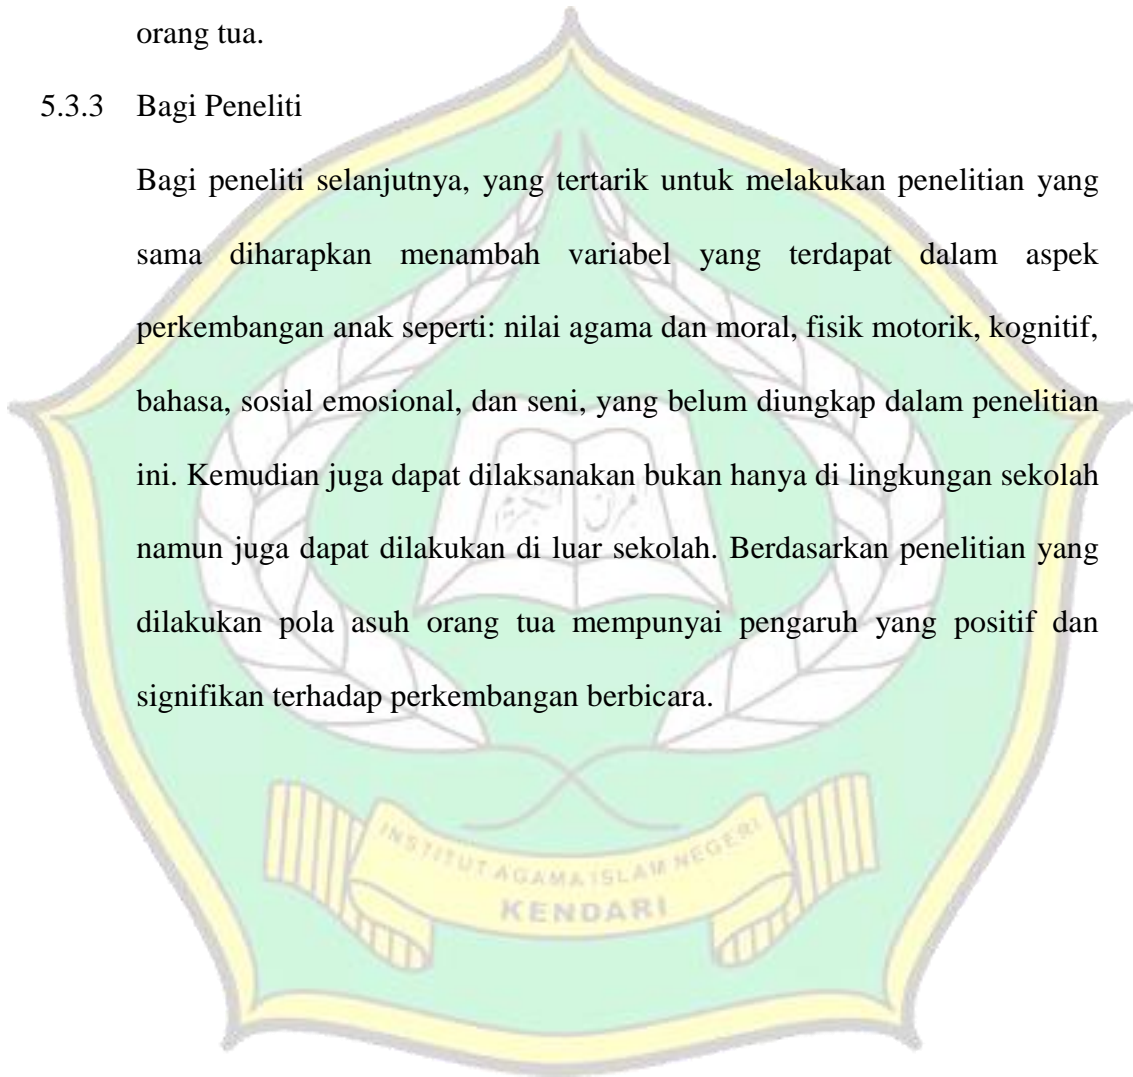 orang tua.
5.3.3 Bagi Peneliti
Bagi peneliti selanjutnya, yang tertarik untuk melakukan penelitian yang
sama diharapkan menambah variabel yang terdapat dalam aspek
perkembangan anak seperti: nilai agama dan moral, fisik motorik, kognitif,
bahasa, sosial emosional, dan seni, yang belum diungkap dalam penelitian
ini. Kemudian juga dapat dilaksanakan bukan hanya di lingkungan sekolah
namun juga dapat dilakukan di luar sekolah. Berdasarkan penelitian yang
dilakukan pola asuh orang tua mempunyai pengaruh yang positif dan
signifikan terhadap perkembangan berbicara.
INSTITUT AGAMA ISLAM NEGERI
KENDARI